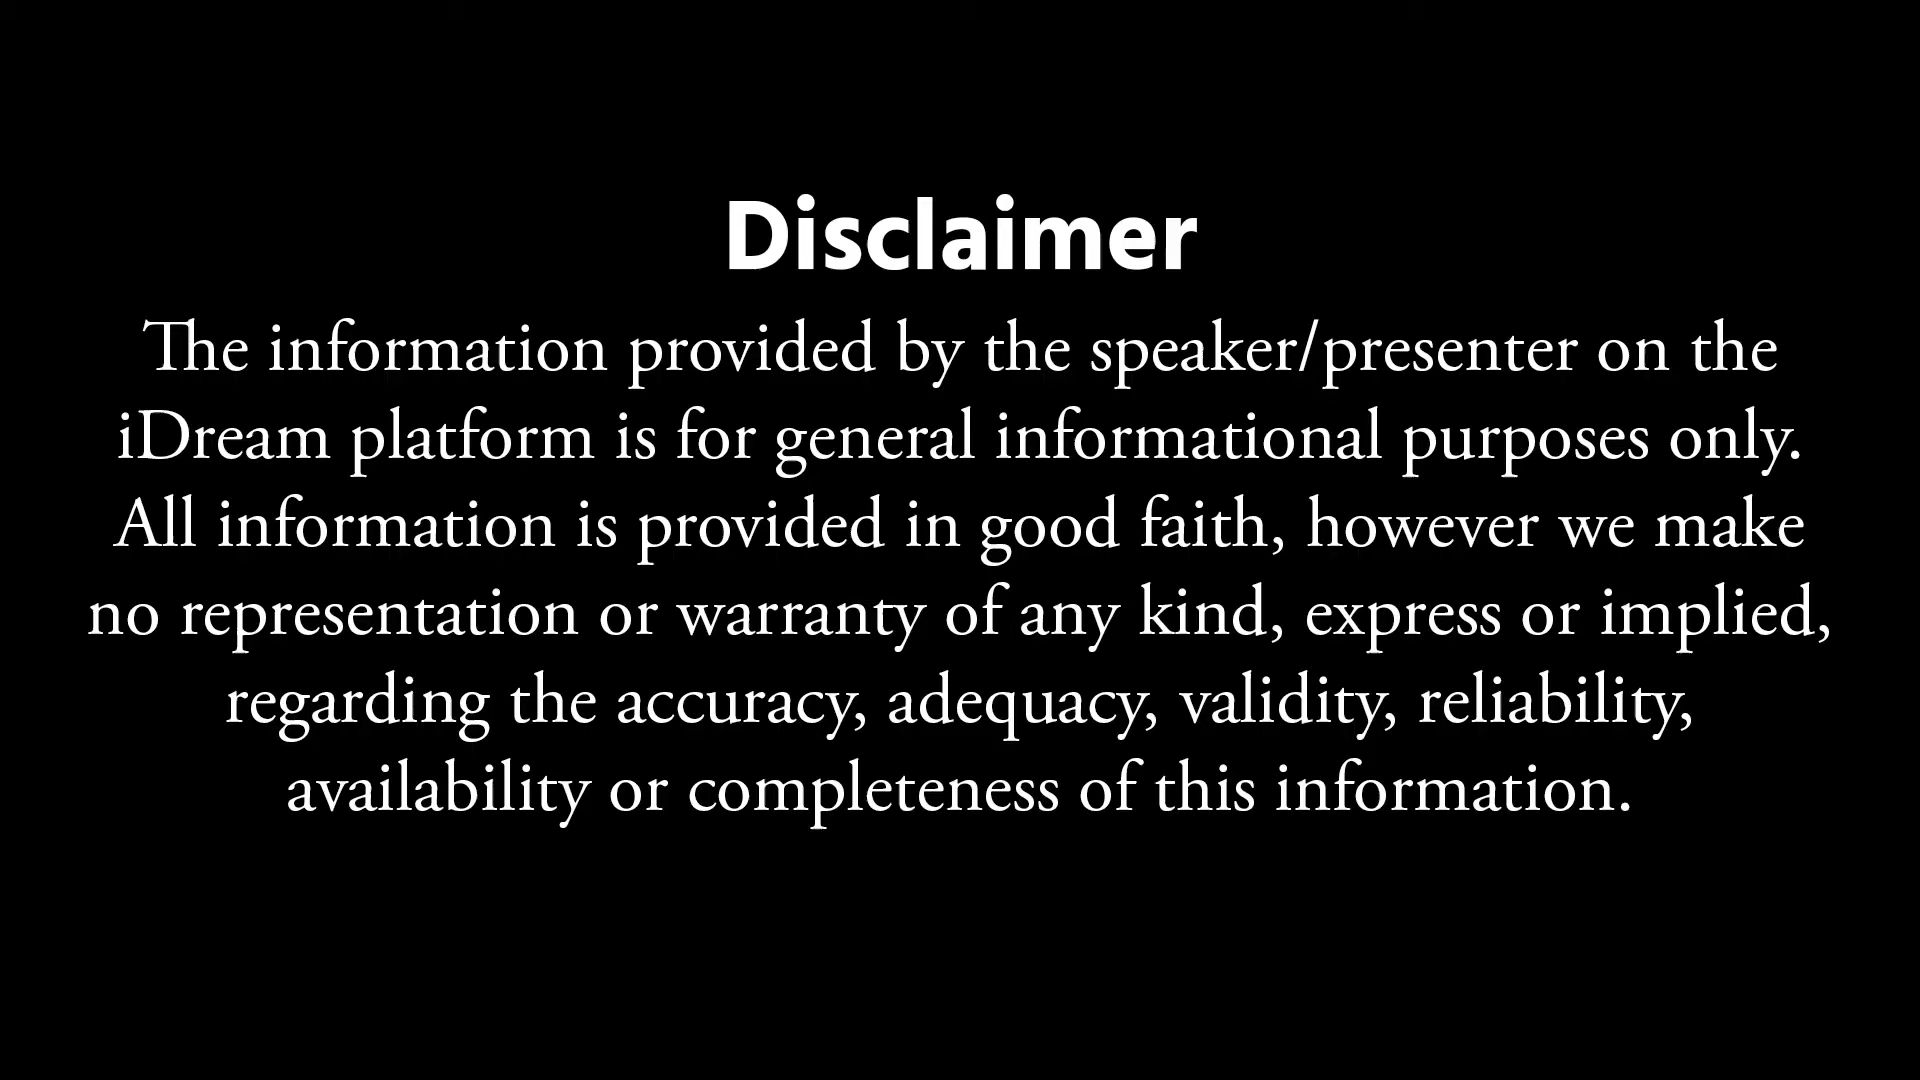 Disclaimer
The information provided by the speaker/presenter on the
iDream platform is for general informational purposes only.
All information is provided in good faith, however we make
no representation or warranty of any kind, express or implied,
regarding the accuracy, adequacy, validity, reliability,
availability or completeness of this information.